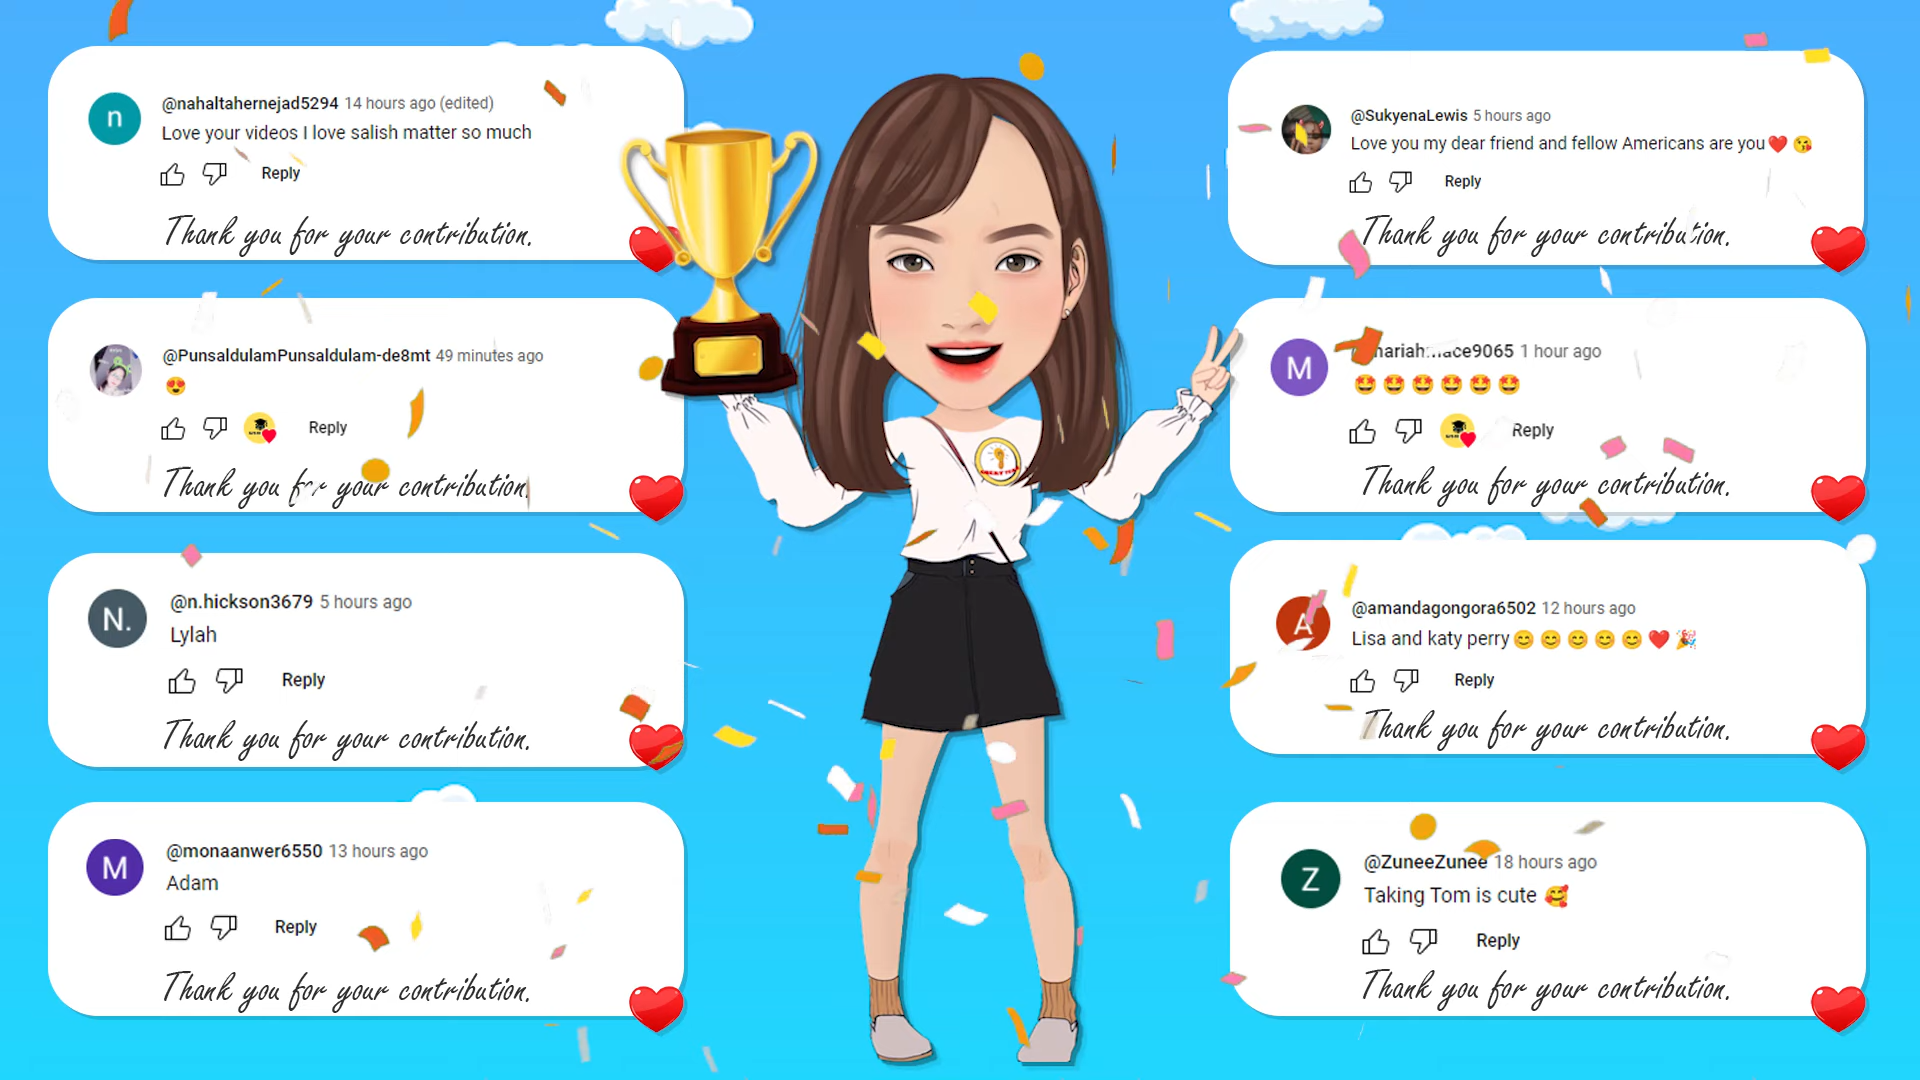 @nahaltahernejad5294 14 hours ago (edited)
Love your videos I love salish matter so much
Reply
Thank you for your contribution.
@PunsaldulamPunsaldulam-de8mt 49 minutes ago
😍
Reply
Thank you for your contribution.
N.
@n.hickson3679 5 hours ago
Lylah
Reply
Thank you for your contribution.
M
@monaanwer6550 13 hours ago
Adam
Reply
Thank you for your contribution.
n
@SukyenaLewis 5 hours ago
Love you my dear friend and fellow Americans are you❤️ 😘
Reply
Thank you for your contribution.
M
1 hour ago
🤩 🤩 🤩 🤩 🤩 🤩
Reply
Thank you for your contribution.
A
@amandagongora6502 12 hours ago
Lisa and katy perry😊 😊 😊 😊 😊 ❤️ 🎉
Reply
Thank you for your contribution.
Z
@ZuneeZunee 18 hours ago
Taking Tom is cute 🥰
Reply
Thank you for your contribution.